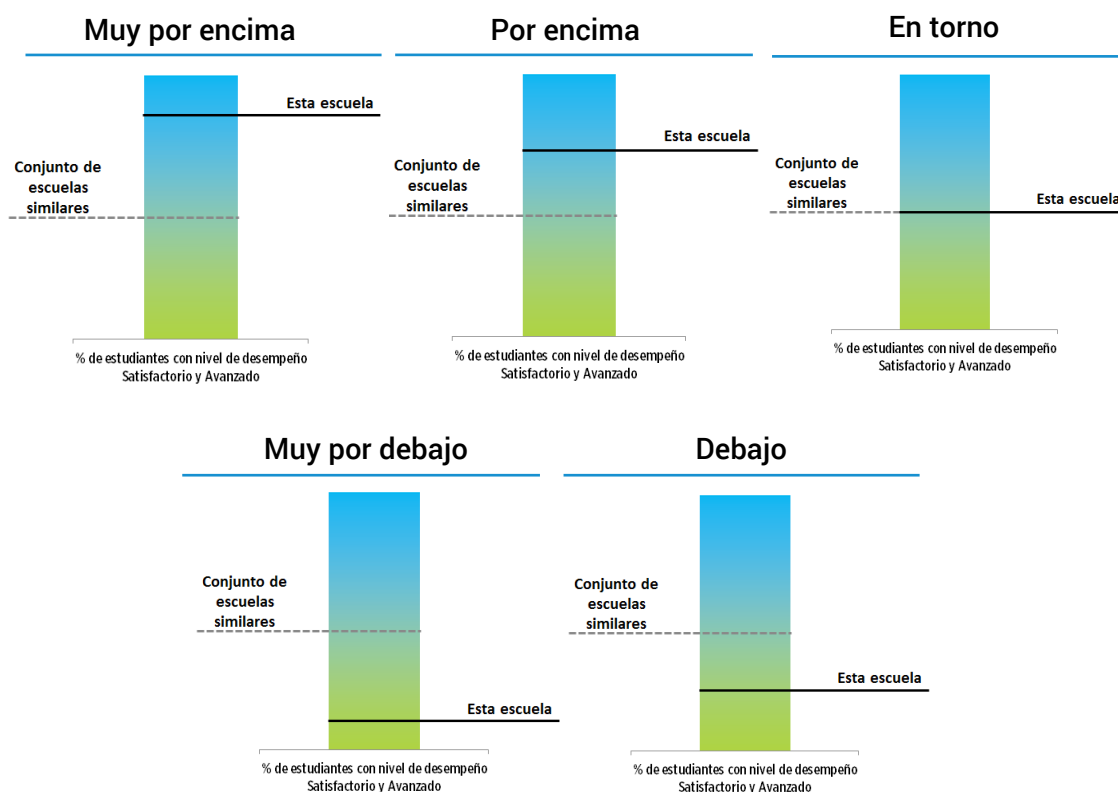 Muy por encima
Esta escuela
Conjunto de
escuelas
similares
% de estudiantes con nivel de desempeño
Satisfactorio y Avanzado
Por encima
Esta escuela
Conjunto de
escuelas
similares
% de estudiantes con nivel de desempeño
Satisfactorio y Avanzado
En torno
Conjunto de
escuelas
similares
Esta escuela
% de estudiantes con nivel de desempeño
Satisfactorio y Avanzado
Muy por debajo
Conjunto de
escuelas
similares
Esta escuela
% de estudiantes con nivel de desempeño
Satisfactorio y Avanzado
Debajo
Conjunto de
escuelas
similares
Esta escuela
% de estudiantes con nivel de desempeño
Satisfactorio y Avanzado